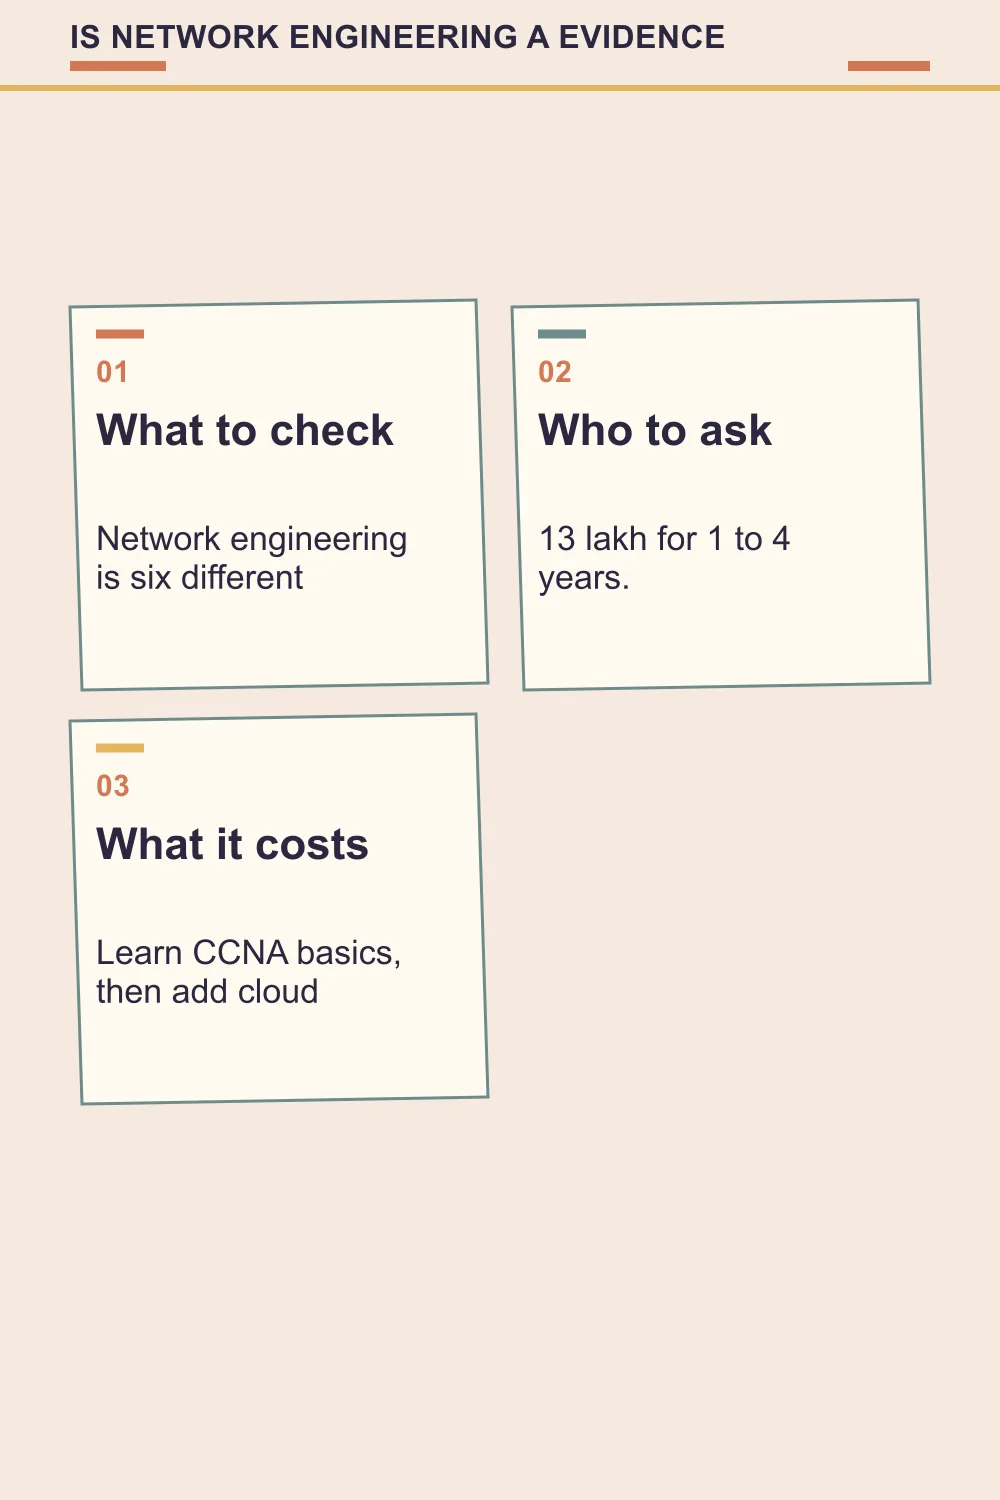 IS NETWORK ENGINEERING A EVIDENCE
01
What to check
Network engineering
is six different
02
Who to ask
13 lakh for 1 to 4
years.
03
What it costs
Learn CCNA basics,
then add cloud